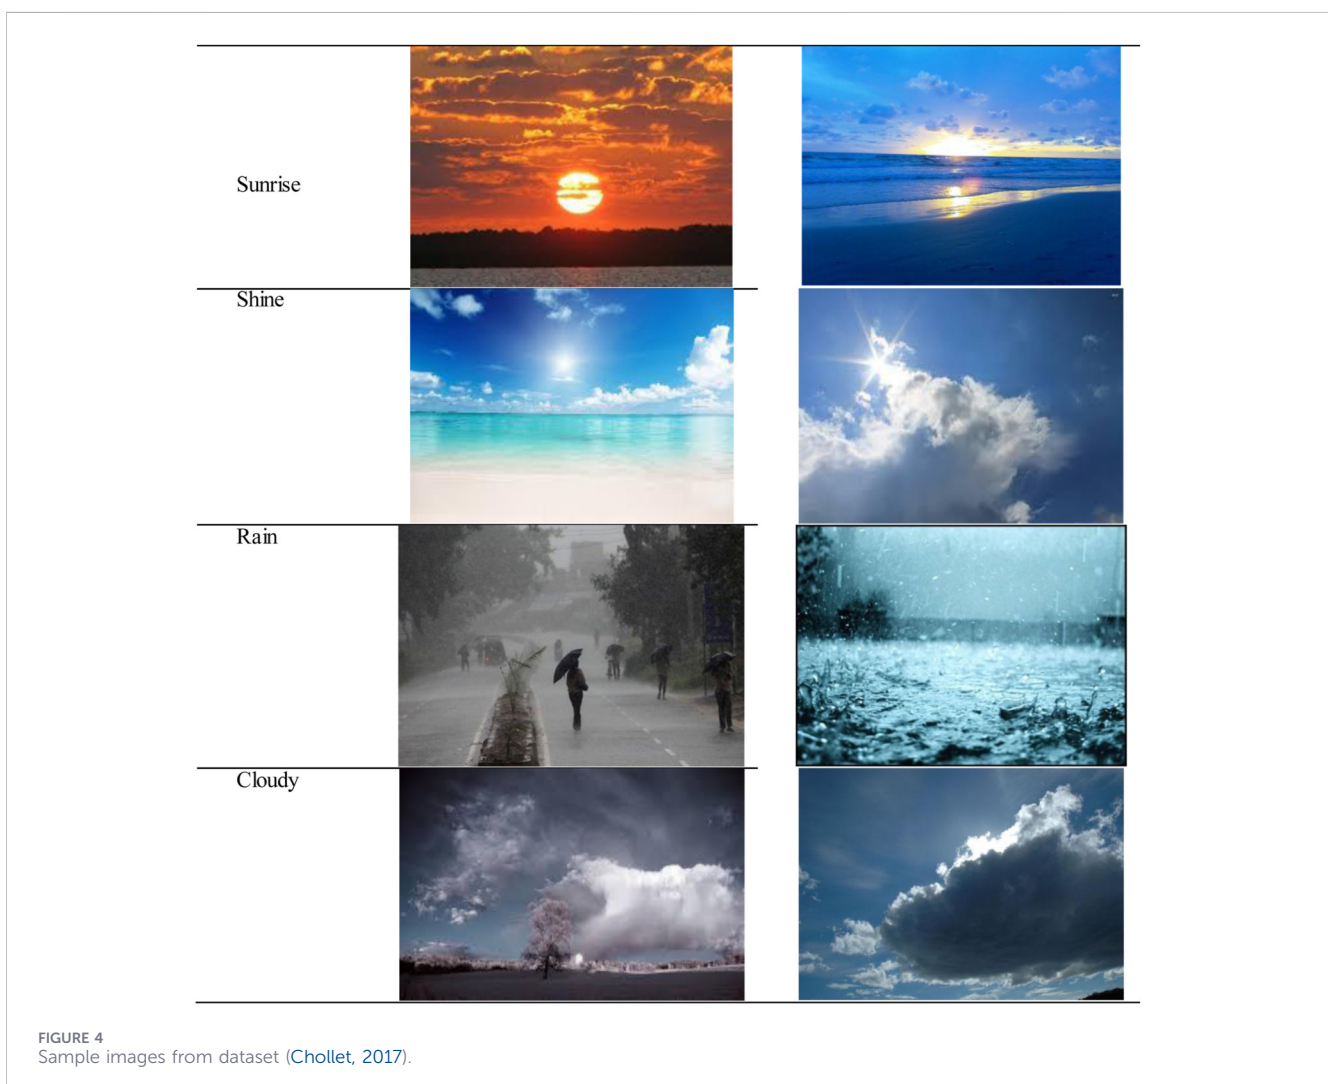 Sunrise
Shine
Rain
Cloudy
FIGURE 4
Sample images from dataset (Chollet, 2017).